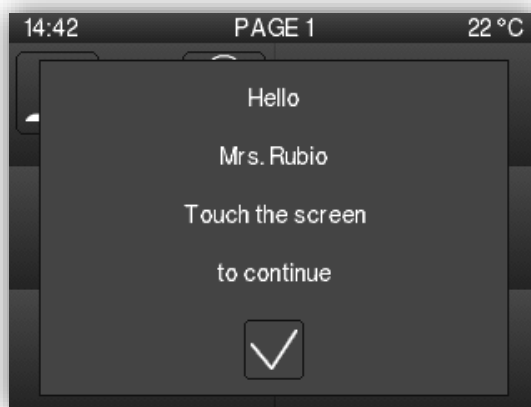 14:42 PAGE 1 22 °C
Hello
Mrs. Rubio
Touch the screen
to continue